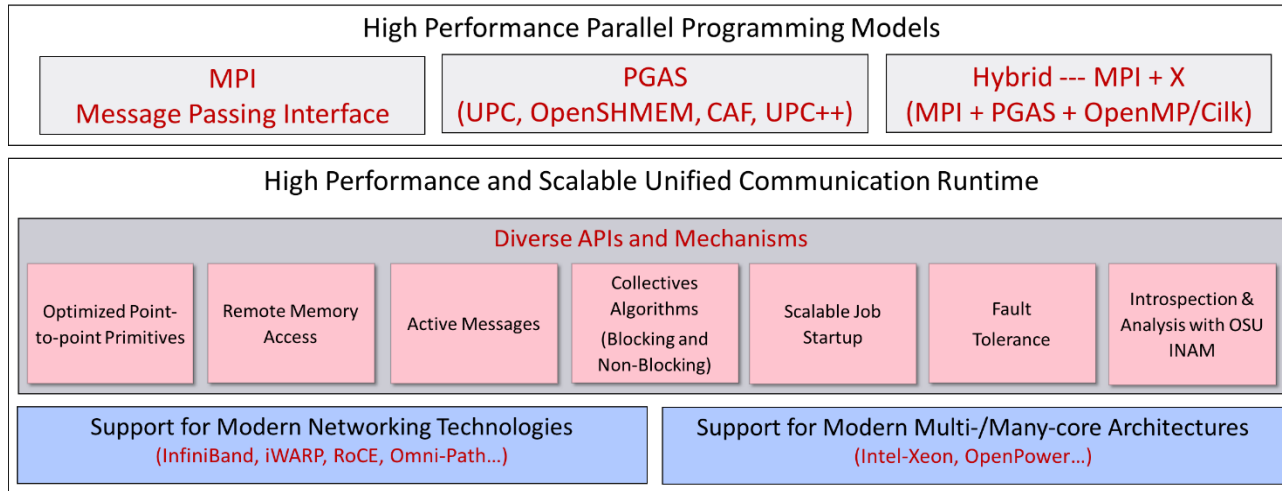 High Performance Parallel Programming Models
MPI
Message Passing Interface
PGAS
(UPC, OpenSHMEM, CAF, UPC++)
Hybrid --- MPI + X
(MPI + PGAS + OpenMP/Cilk)
High Performance and Scalable Unified Communication Runtime
Diverse APIs and Mechanisms
Optimized Point-
to-point Primitives
Remote Memory
Access
Active Messages
Collectives
Algorithms
(Blocking and
Non-Blocking)
Scalable Job
Startup
Fault
Tolerance
Introspection &
Analysis with OSU
INAM
Support for Modern Networking Technologies
(InfiniBand, iWARP, RoCE, Omni-Path...)
Support for Modern Multi-/Many-core Architectures
(Intel-Xeon, OpenPower...)